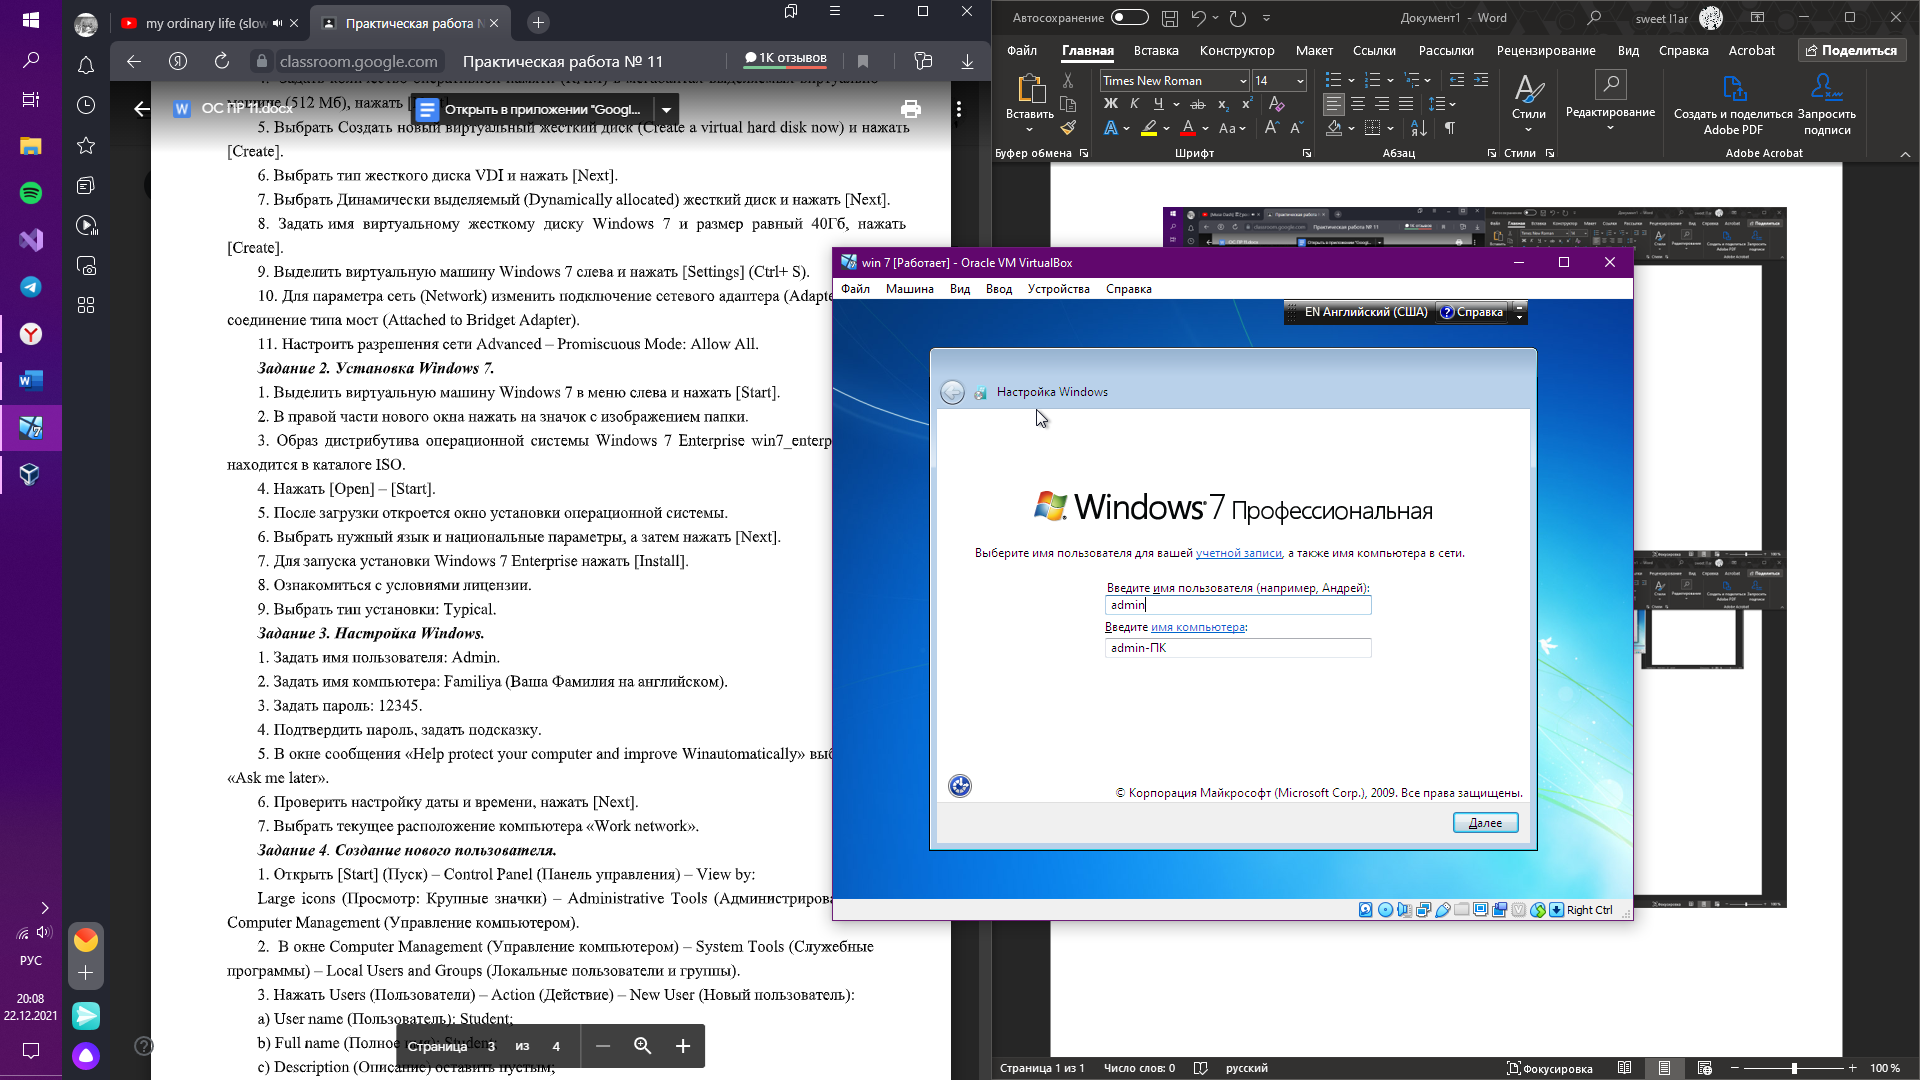 my ordinary life (slow
Практическая работа N
classroom.google.com
Практическая работа № 11
1K отзывов
ОС ПР 11.docx
Открыть в приложении "Googl...
машине (512 Мб), нажать [
5. Выбрать Создать новый виртуальный жесткий диск (Create a virtual hard disk now) и нажать
[Create].
6. Выбрать тип жесткого диска VDI и нажать [Next].
7. Выбрать Динамически выделяемый (Dynamically allocated) жесткий диск и нажать [Next].
8. Задать имя виртуальному жесткому диску Windows 7 и размер равный 40Гб, нажать
[Create].
9. Выделить виртуальную машину Windows 7 слева и нажать [Settings] (Ctrl+ S).
10. Для параметра сеть (Network) изменить подключение сетевого адаптера (Adapte
соединение типа мост (Attached to Bridget Adapter).
11. Настроить разрешения сети Advanced – Promiscuous Mode: Allow All.
Задание 2. Установка Windows 7.
1. Выделить виртуальную машину Windows 7 в меню слева и нажать [Start].
2. В правой части нового окна нажать на значок с изображением папки.
3. Образ дистрибутива операционной системы Windows 7 Enterprise win7_enterp
находится в каталоге ISO.
4. Нажать [Open] – [Start].
5. После загрузки откроется окно установки операционной системы.
6. Выбрать нужный язык и национальные параметры, а затем нажать [Next].
7. Для запуска установки Windows 7 Enterprise нажать [Install].
8. Ознакомиться с условиями лицензии.
9. Выбрать тип установки: Typical.
Задание 3. Настройка Windows.
1. Задать имя пользователя: Admin.
2. Задать имя компьютера: Familiya (Ваша Фамилия на английском).
3. Задать пароль: 12345.
4. Подтвердить пароль, задать подсказку.
5. В окне сообщения «Help protect your computer and improve Winautomatically» выб
«Ask me later».
6. Проверить настройку даты и времени, нажать [Next].
7. Выбрать текущее расположение компьютера «Work network».
Задание 4. Создание нового пользователя.
1. Открыть [Start] (Пуск) – Control Panel (Панель управления) – View by:
Large icons (Просмотр: Крупные значки) – Administrative Tools (Администрирова
Computer Management (Управление компьютером).
2. В окне Computer Management (Управление компьютером) – System Tools (Служебные
программы) – Local Users and Groups (Локальные пользователи и группы).
3. Нажать Users (Пользователи) – Action (Действие) – New User (Новый пользователь):
a) User name (Пользователь): Student;
b) Full name (Полное имя): Student;
c) Description (Описание) оставить пустым;
Страница 3 из 4
РУС
20:08
22.12.2021
Автосохранение
Документ1 - Word
sweet l1ar
Файл Главная Вставка Конструктор Макет Ссылки Рассылки Рецензирование Вид Справка Acrobat Поделиться
Times New Roman 14
Вставить
Ж К Ч ab x₂ x²
Aa
Редактирование
Стили
Создать и поделиться Adobe PDF
Запросить подписи
Буфер обмена Шрифт Абзац Стили Adobe Acrobat
win 7 [Работает] - Oracle VM VirtualBox
Файл Машина Вид Ввод Устройства Справка
EN Английский (США) Справка
Настройка Windows
Windows 7 Профессиональная
Выберите имя пользователя для вашей учетной записи, а также имя компьютера в сети.
Введите имя пользователя (например, Андрей):
admin
Введите имя компьютера:
admin-ПК
© Корпорация Майкрософт (Microsoft Corp.), 2009. Все права защищены.
Далее
Right Ctrl
Страница 1 из 1 Число слов: 0 русский
Фокусировка
100 %